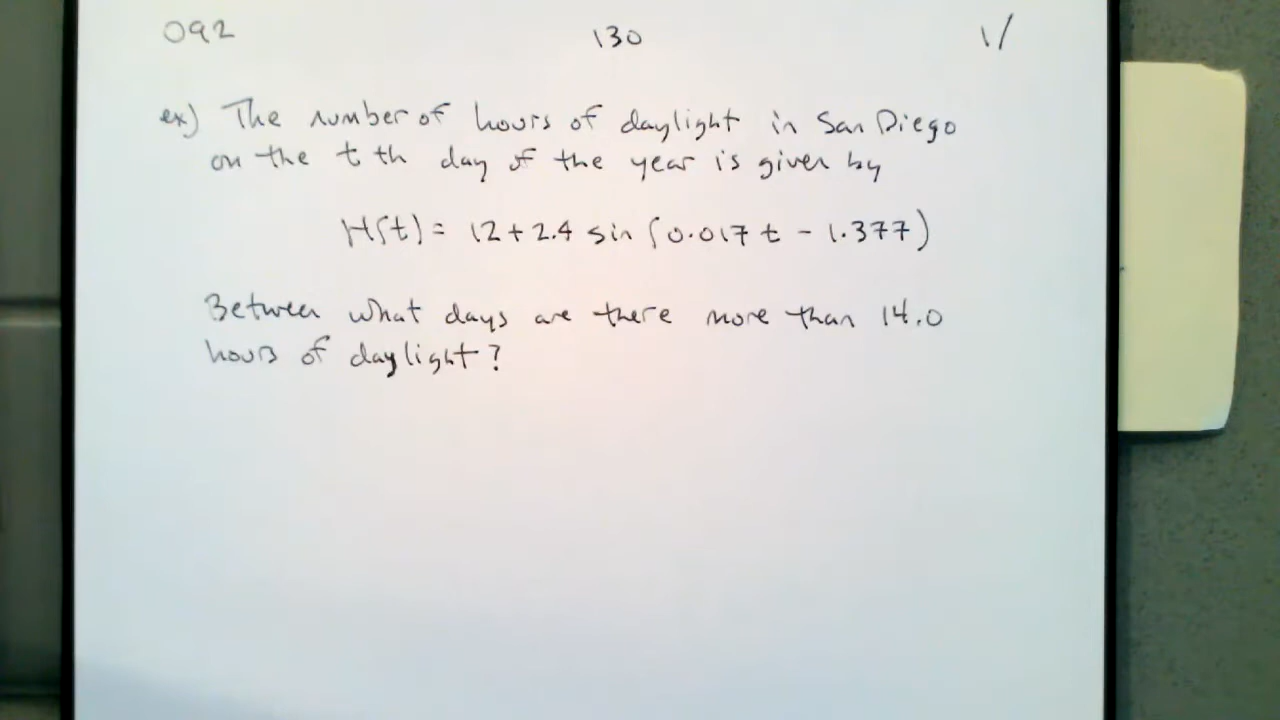 092 130 1/
ex) The number of hours of daylight in San Diego
on the t th day of the year is given by
H(t) = 12 + 2.4 sin (0.017 t - 1.377)
Between what days are there more than 14.0
hours of daylight?